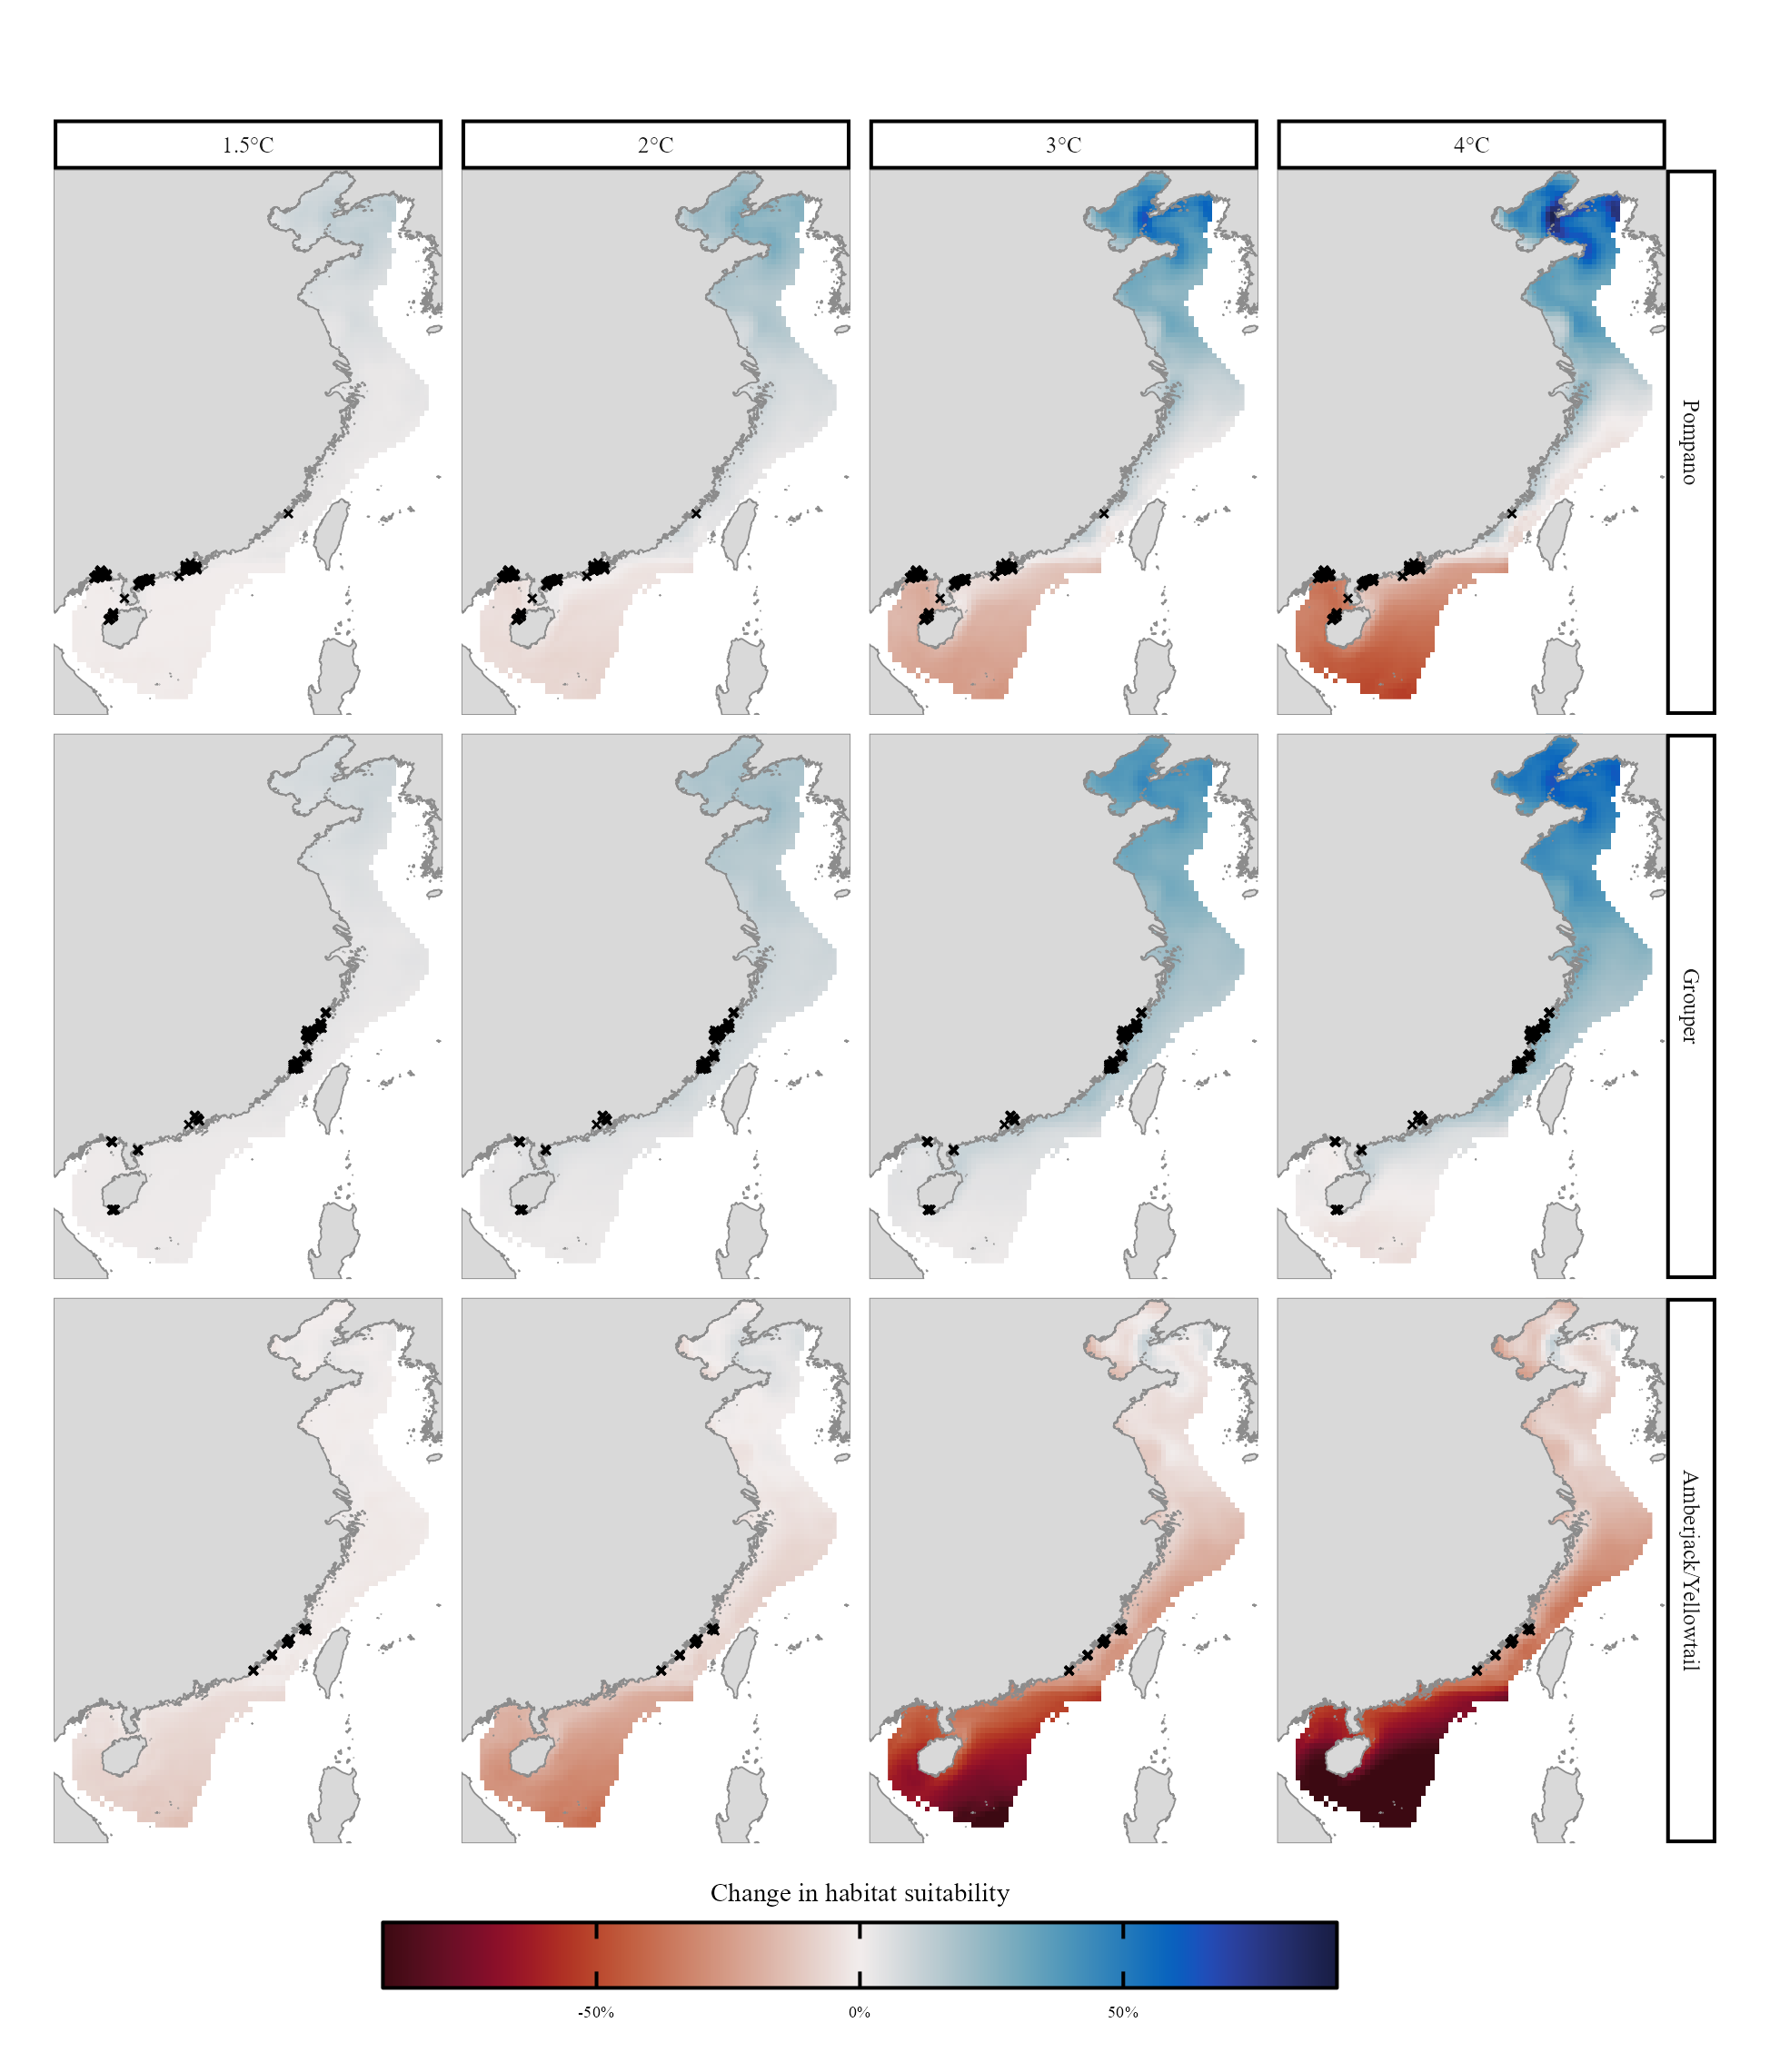 1.5°C
2°C
3°C
4°C
Pompano
Grouper
Amberjack/Yellowtail
Change in habitat suitability
-50%
0%
50%